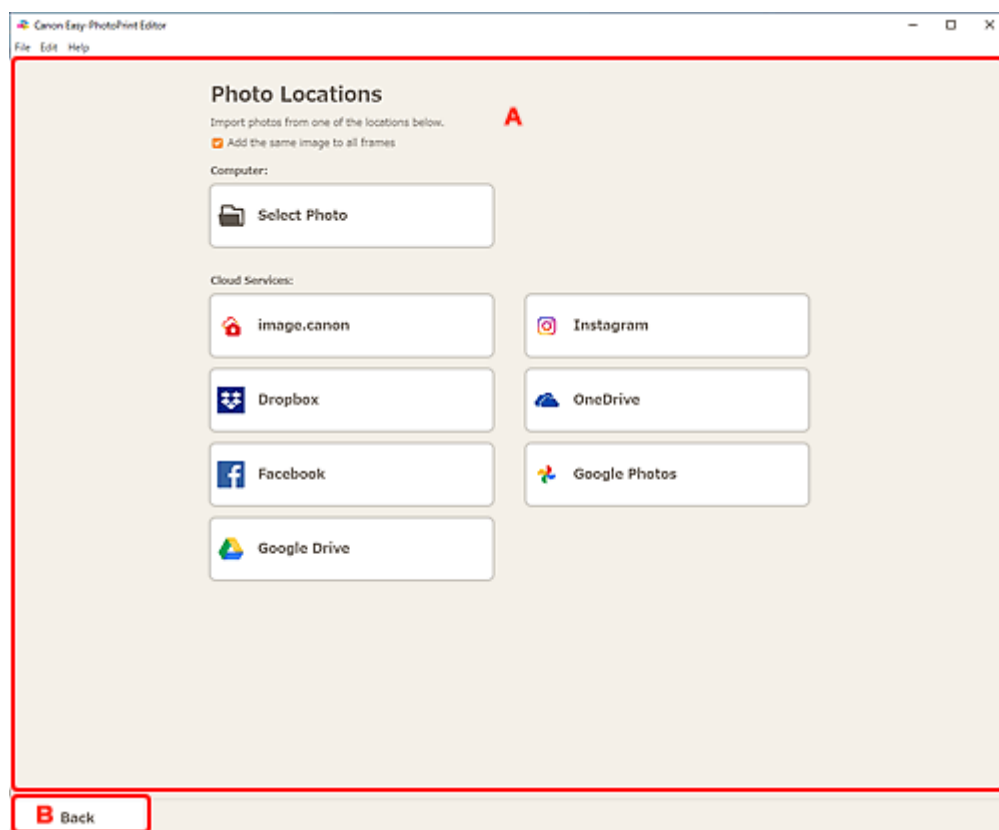 Canon Easy-PhotoPrint Editor
File Edit Help
Photo Locations
A
Import photos from one of the locations below.
Add the same image to all frames
Computer:
Select Photo
Cloud Services:
image.canon
Instagram
Dropbox
OneDrive
Facebook
Google Photos
Google Drive
B Back